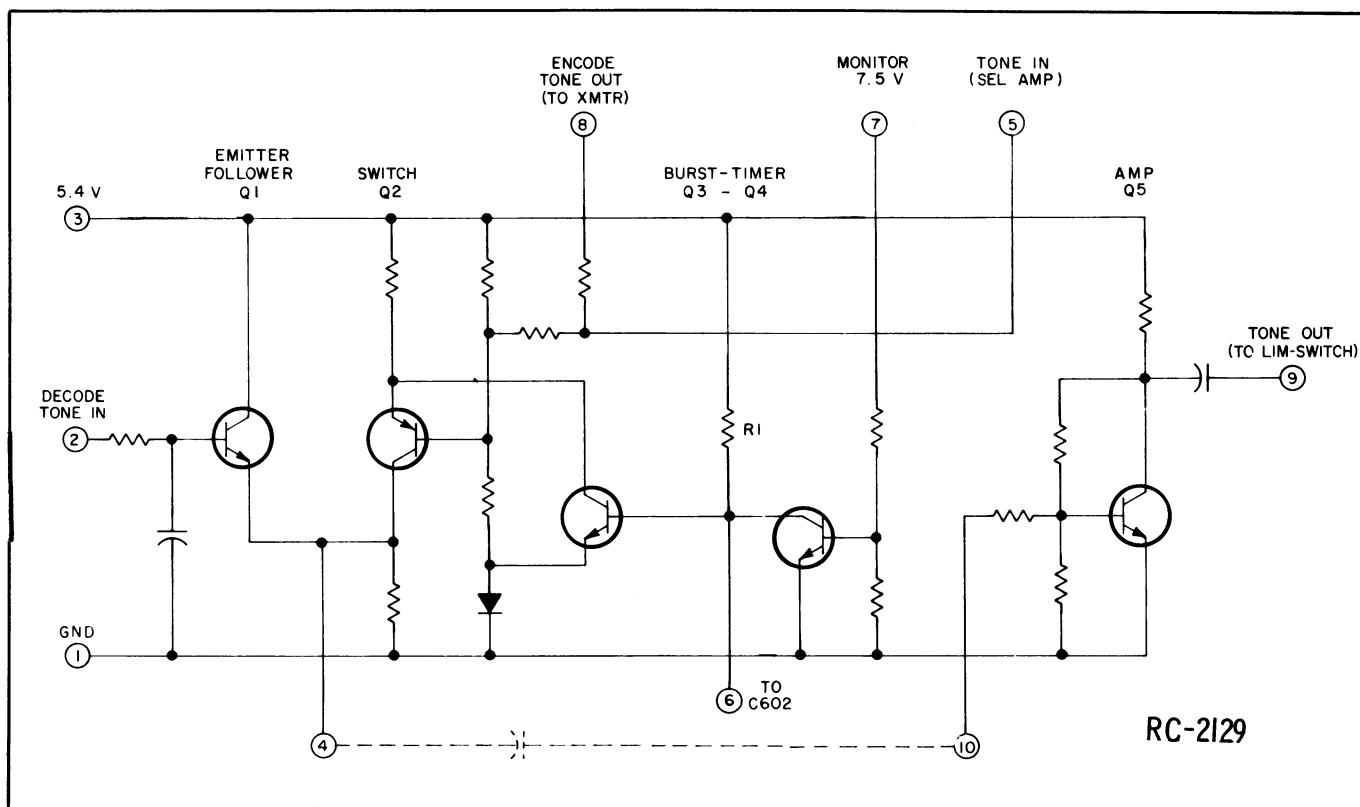 ENCODE
TONE OUT
(TO XMTR)
8
MONITOR
7.5 V
7
TONE IN
(SEL AMP)
5
EMITTER
FOLLOWER
Q1
SWITCH
Q2
BURST-TIMER
Q3 - Q4
AMP
Q5
5.4 V
3
TONE OUT
(TO LIM-SWITCH)
9
DECODE
TONE IN
2
R1
GND
1
6
TO
C602
4
10
RC-2129